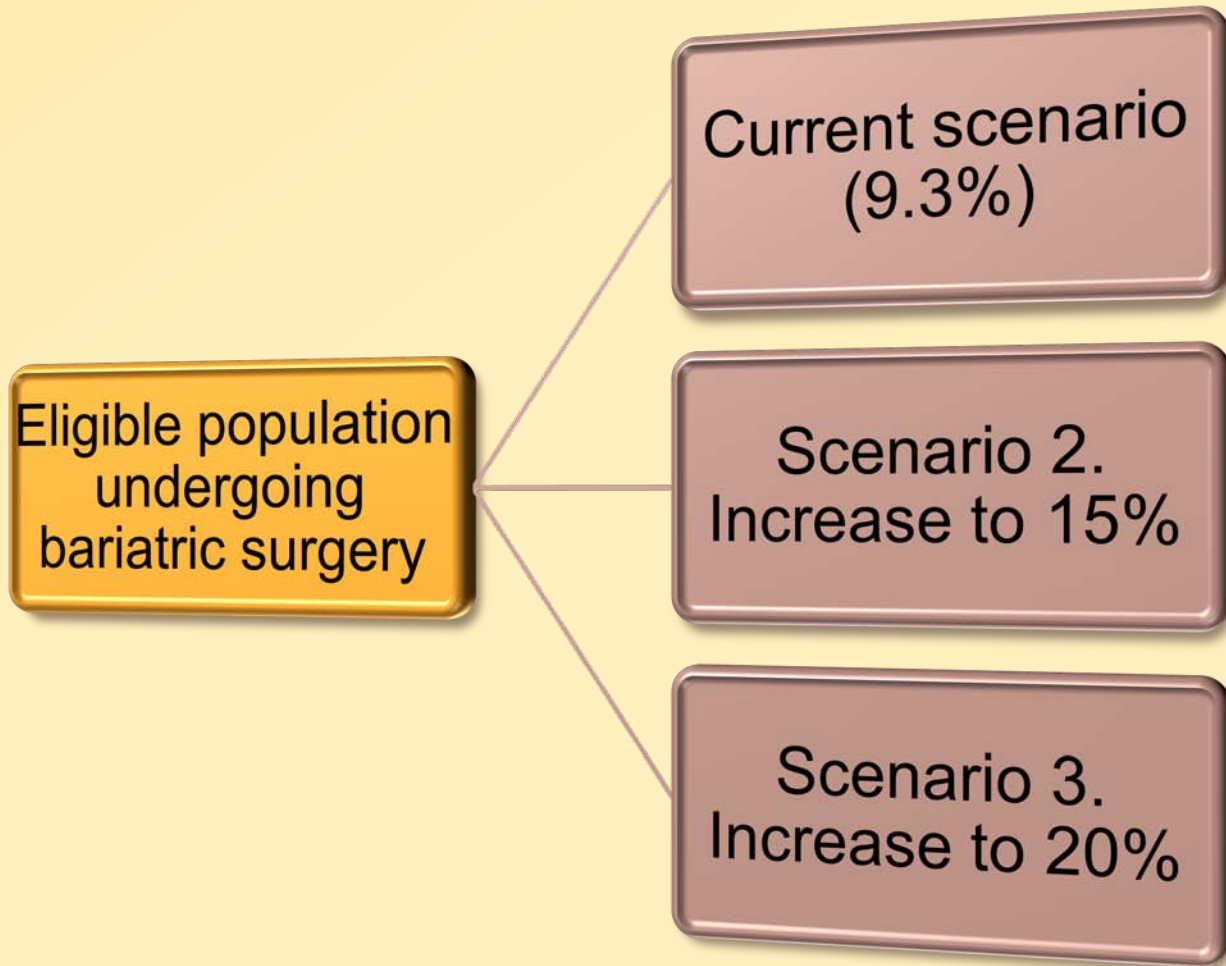 Eligible population
undergoing
bariatric surgery
Current scenario
(9.3%)
Scenario 2.
Increase to 15%
Scenario 3.
Increase to 20%